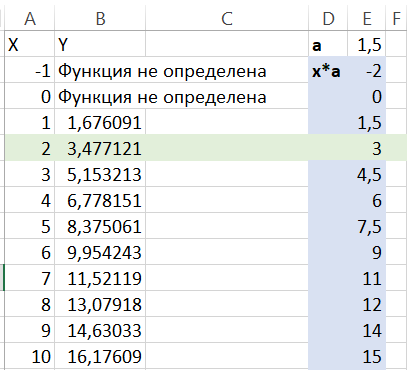 A B C D E F
X Y a 1,5
-1 Функция не определена x*a -2
0 Функция не определена 0
1 1,676091 1,5
2 3,477121 3
3 5,153213 4,5
4 6,778151 6
5 8,375061 7,5
6 9,954243 9
7 11,52119 11
8 13,07918 12
9 14,63033 14
10 16,17609 15